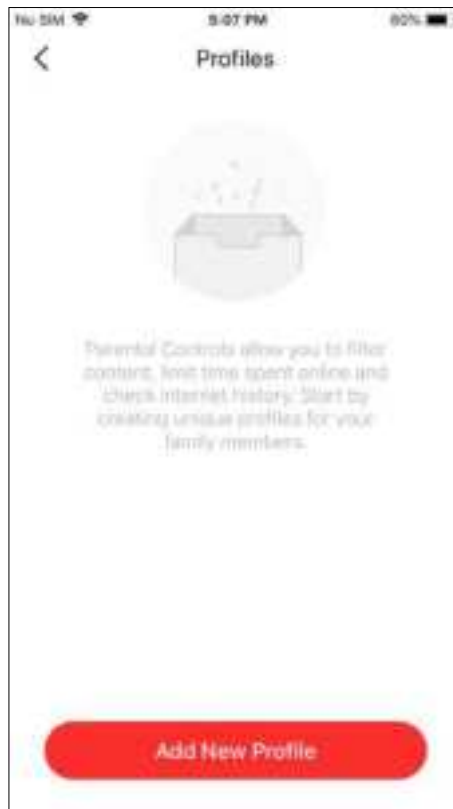 No SIM 5:07 PM 80%
Profiles
Parental Controls allow you to filter
content, limit time spent online and
check internet history. Start by
creating unique profiles for your
family members.
Add New Profile